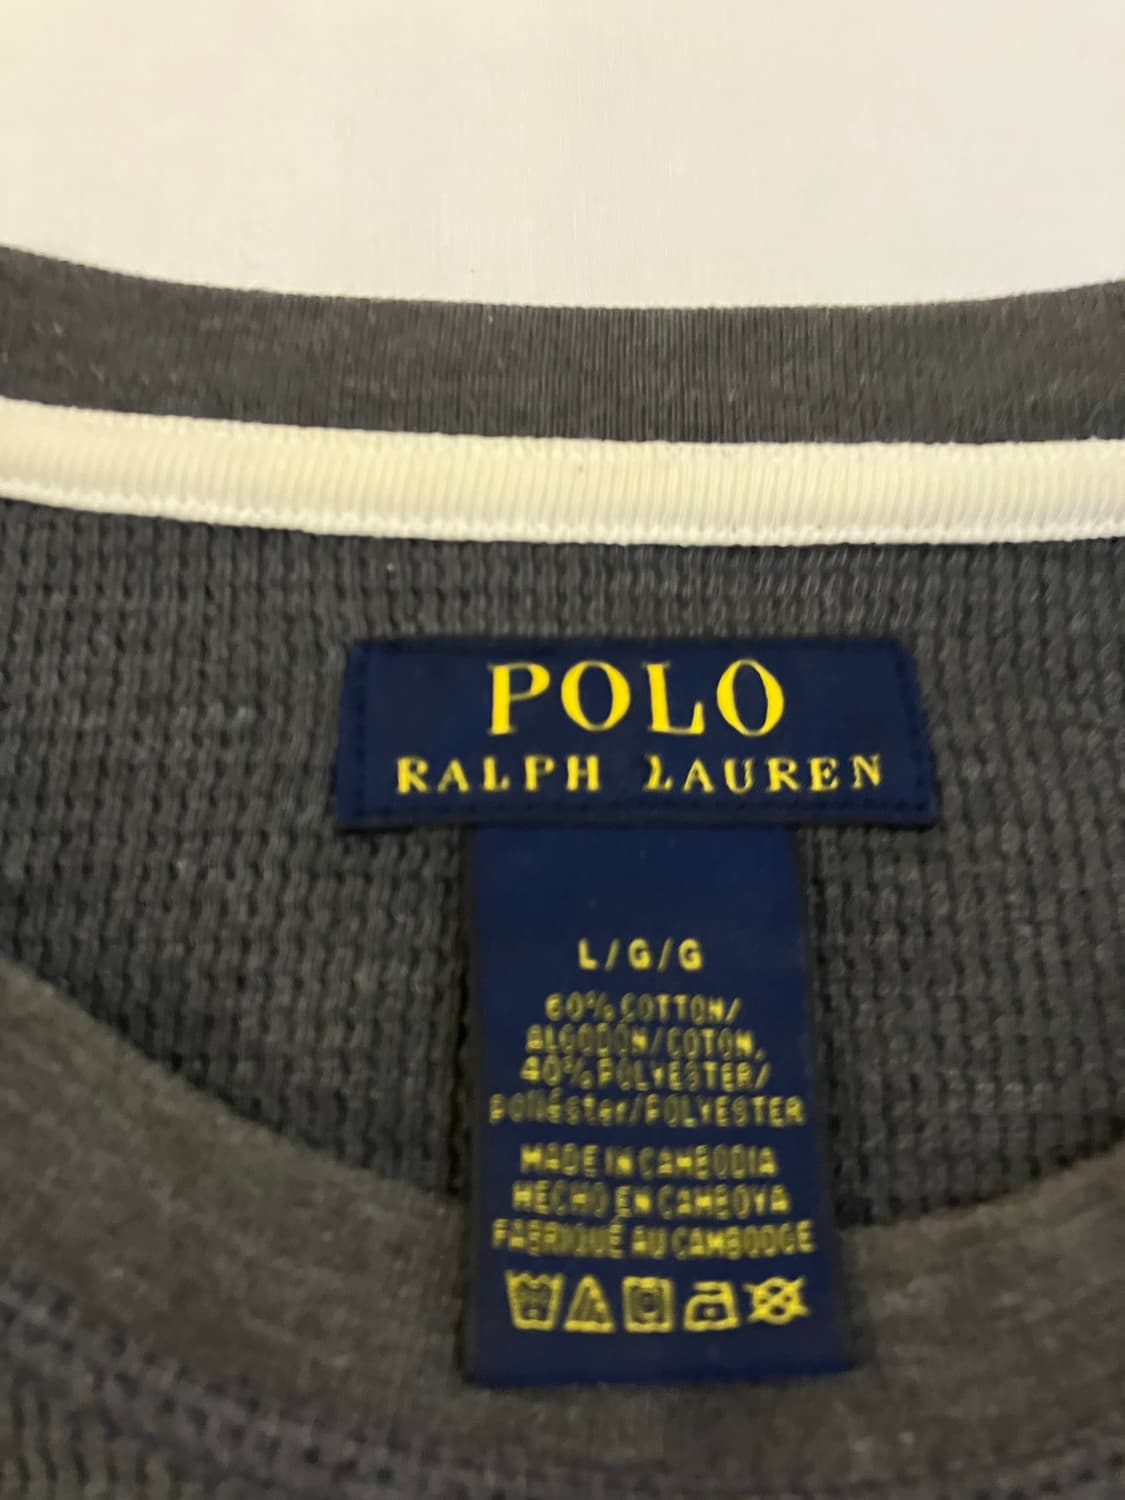 POLO
RALPH LAUREN
L/G/G
60% COTTON/
ALGODÓN/COTON,
40% POLYESTER/
poliéster/POLYESTER
MADE IN CAMBODIA
HECHO EN CAMBOYA
FABRIQUÉ AU CAMBODGE